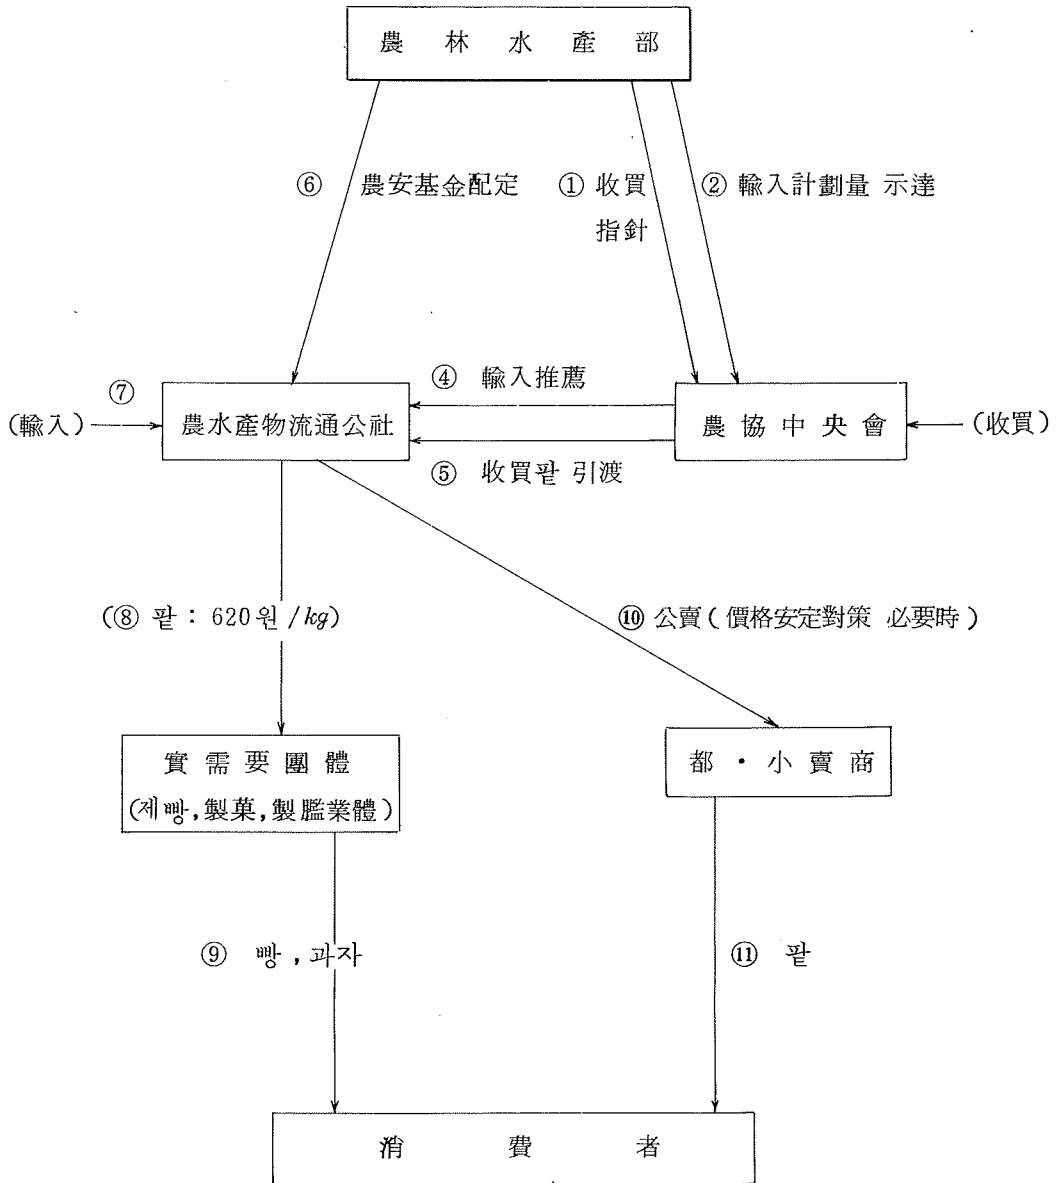 農林水產部
⑥ 農安基金配定
① 收買
指針
② 輸入計劃量 示達
④ 輸入推薦
⑦
(輸入)
農水產物流通公社
農協中央會
(收買)
⑤ 收買팥 引渡
(⑧ 팥 : 620원/kg)
⑩ 公賣(價格安定對策 必要時)
實需要團體
(제빵,製菓,製艦業體)
都・小賣商
⑨ 빵,과자
⑪ 팥
消費者